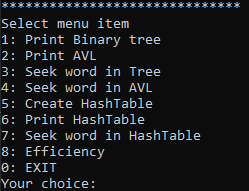 ******************************
Select menu item
1: Print Binary tree
2: Print AVL
3: Seek word in Tree
4: Seek word in AVL
5: Create HashTable
6: Print HashTable
7: Seek word in HashTable
8: Efficiency
0: EXIT
Your choice: